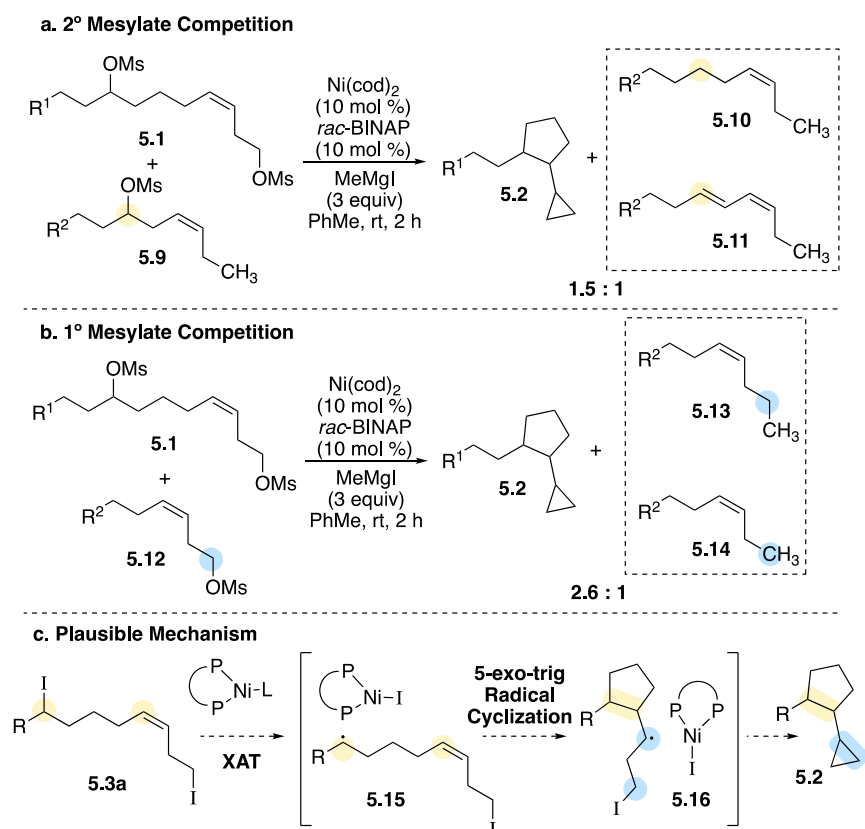 a. 2º Mesylate Competition
OMs
R¹
5.1
OMs
+
OMs
R²
5.9
CH₃
Ni(cod)₂
(10 mol %)
rac-BINAP
(10 mol %)
MeMgI
(3 equiv)
PhMe, rt, 2 h
R¹
5.2
+
R²
5.10
CH₃
R²
5.11
CH₃
1.5 : 1
b. 1º Mesylate Competition
OMs
R¹
5.1
OMs
+
R²
5.12
OMs
Ni(cod)₂
(10 mol %)
rac-BINAP
(10 mol %)
MeMgI
(3 equiv)
PhMe, rt, 2 h
R¹
5.2
+
R²
5.13
CH₃
R²
5.14
CH₃
2.6 : 1
c. Plausible Mechanism
I
R
5.3a
I
P
Ni-L
P
XAT
P
Ni-I
P
R
5.15
I
5-exo-trig
Radical
Cyclization
R
I
P P
Ni
I
5.16
R
5.2